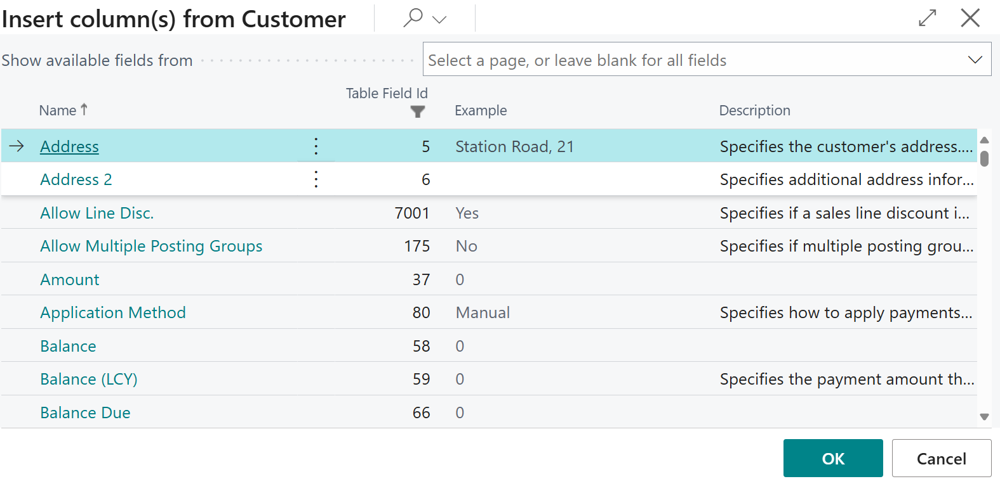 Insert column(s) from Customer
Show available fields from
Select a page, or leave blank for all fields
Name ↑ Table Field Id Example Description
Address 5 Station Road, 21 Specifies the customer's address....
Address 2 6 Specifies additional address infor...
Allow Line Disc. 7001 Yes Specifies if a sales line discount i...
Allow Multiple Posting Groups 175 No Specifies if multiple posting grou...
Amount 37 0
Application Method 80 Manual Specifies how to apply payments...
Balance 58 0
Balance (LCY) 59 0 Specifies the payment amount th...
Balance Due 66 0
OK Cancel